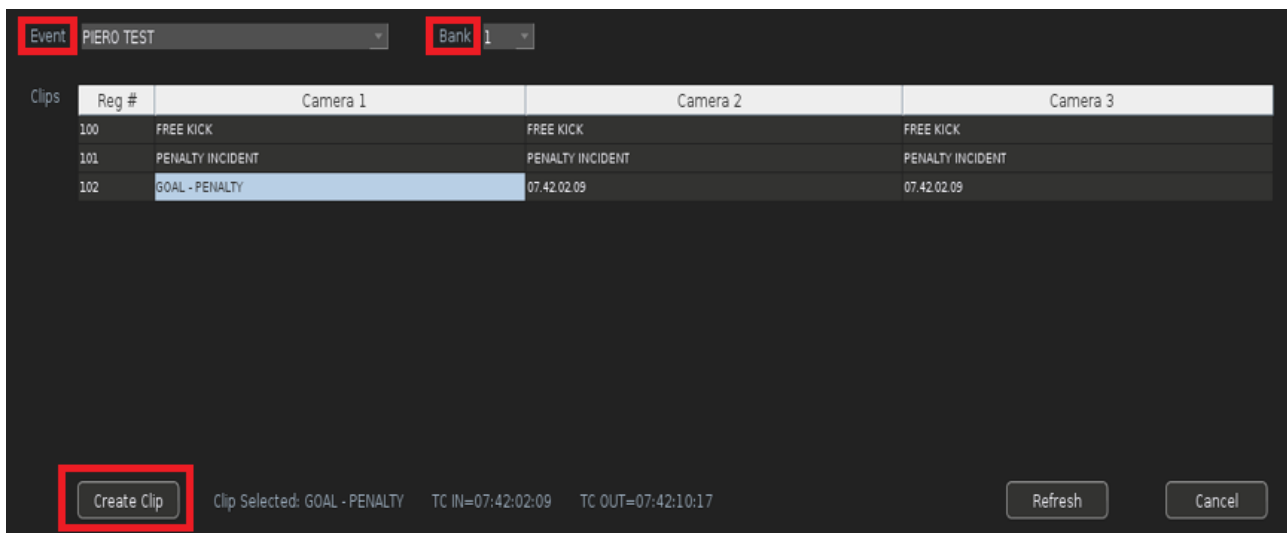 Event PIERO TEST Bank 1
Clips Reg # Camera 1 Camera 2 Camera 3
100 FREE KICK FREE KICK FREE KICK
101 PENALTY INCIDENT PENALTY INCIDENT PENALTY INCIDENT
102 GOAL - PENALTY 07.42.02.09 07.42.02.09
Create Clip Clip Selected: GOAL - PENALTY TC IN=07:42:02:09 TC OUT=07:42:10:17 Refresh Cancel